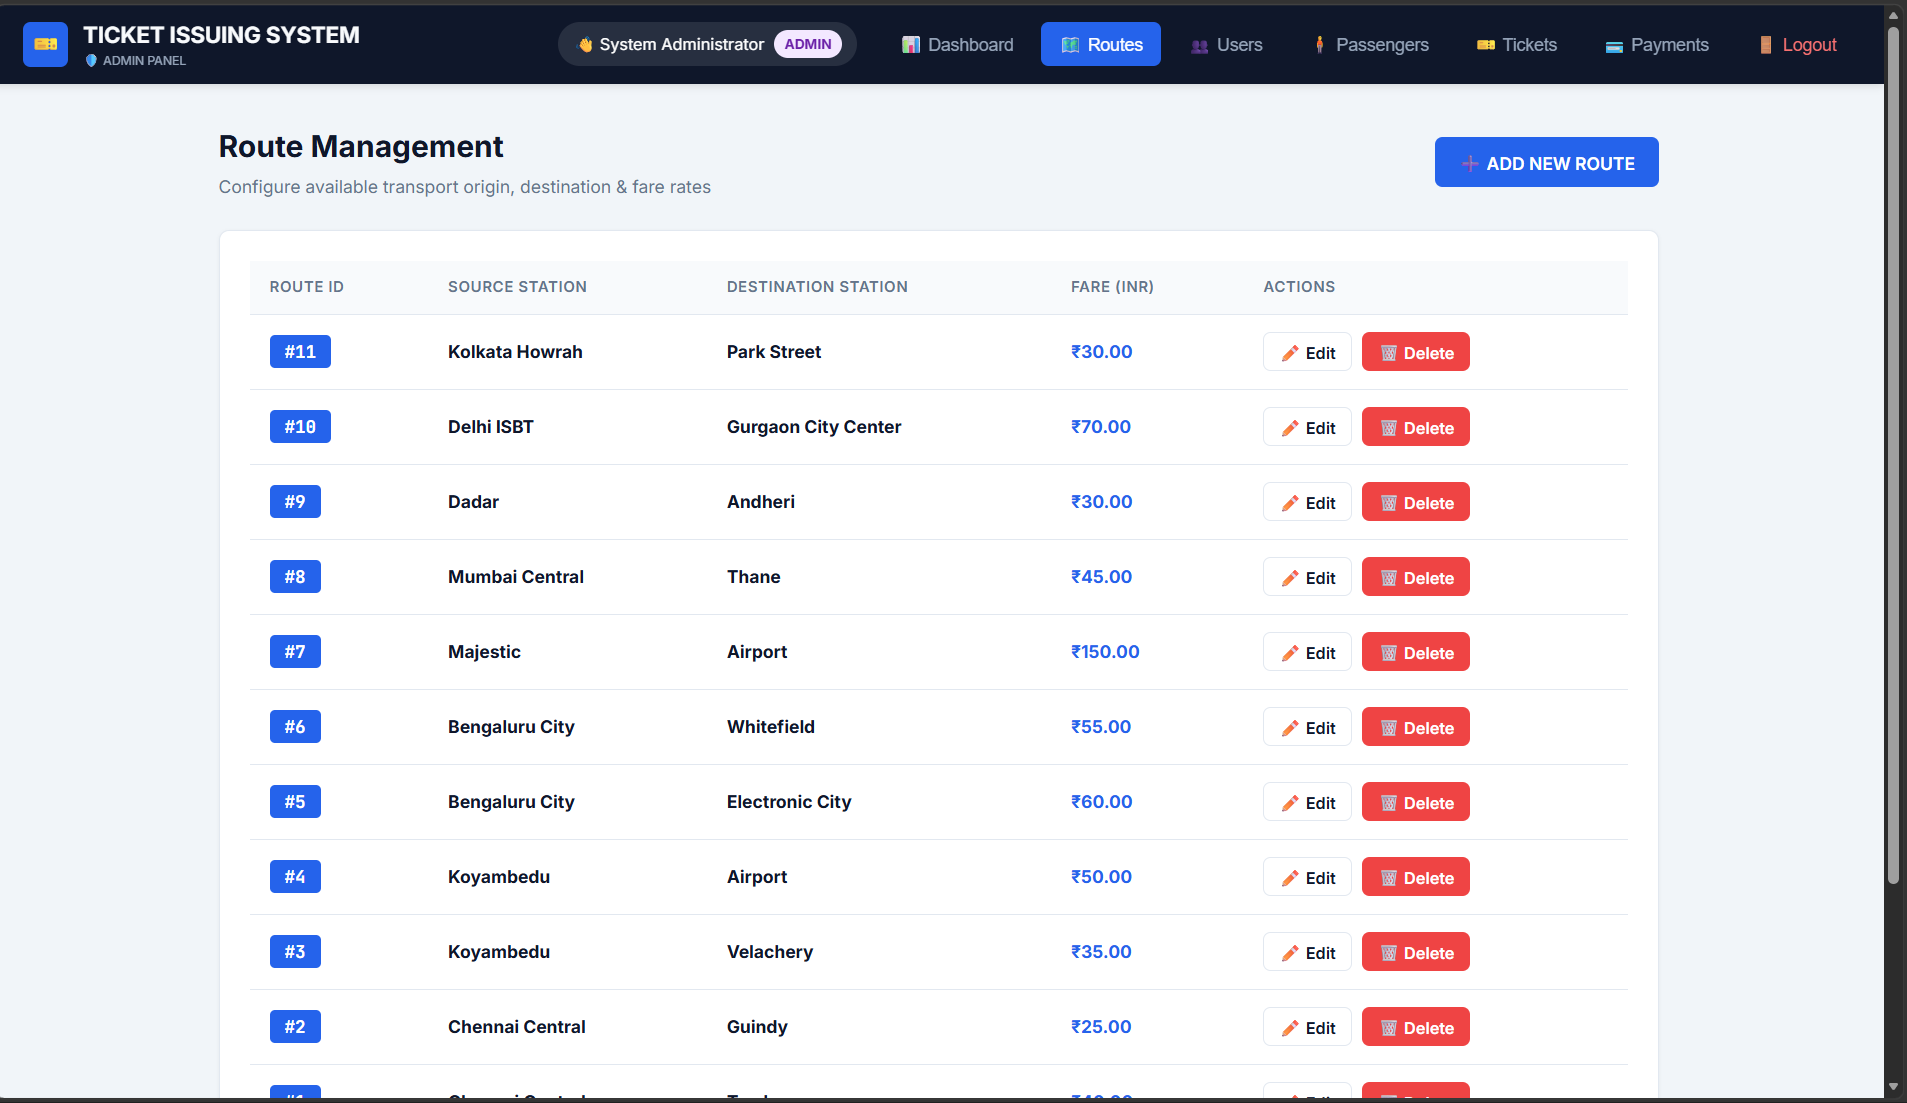 TICKET ISSUING SYSTEM
ADMIN PANEL
System Administrator ADMIN
Dashboard
Routes
Users
Passengers
Tickets
Payments
Logout
Route Management
Configure available transport origin, destination & fare rates
ADD NEW ROUTE
ROUTE ID SOURCE STATION DESTINATION STATION FARE (INR) ACTIONS
#11 Kolkata Howrah Park Street ₹30.00 Edit Delete
#10 Delhi ISBT Gurgaon City Center ₹70.00 Edit Delete
#9 Dadar Andheri ₹30.00 Edit Delete
#8 Mumbai Central Thane ₹45.00 Edit Delete
#7 Majestic Airport ₹150.00 Edit Delete
#6 Bengaluru City Whitefield ₹55.00 Edit Delete
#5 Bengaluru City Electronic City ₹60.00 Edit Delete
#4 Koyambedu Airport ₹50.00 Edit Delete
#3 Koyambedu Velachery ₹35.00 Edit Delete
#2 Chennai Central Guindy ₹25.00 Edit Delete